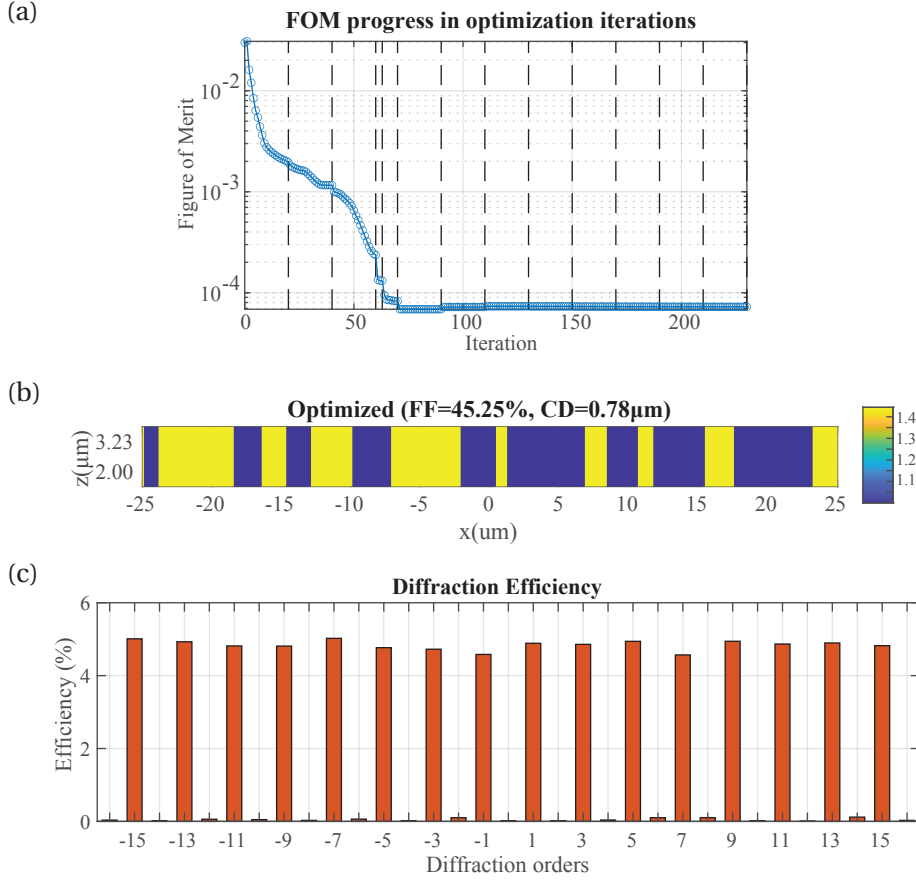 (a)
FOM progress in optimization iterations
Figure of Merit
10-2
10-3
10-4
0 50 100 150 200
Iteration
(b)
Optimized (FF=45.25%, CD=0.78μm)
z(μm)
3.23
-2.00
-25 -20 -15 -10 -5 0 5 10 15 20 25
x(um)
1.4
1.3
1.2
1.1
(c)
Diffraction Efficiency
Efficiency (%)
6
4
2
0
-15 -13 -11 -9 -7 -5 -3 -1 1 3 5 7 9 11 13 15
Diffraction orders